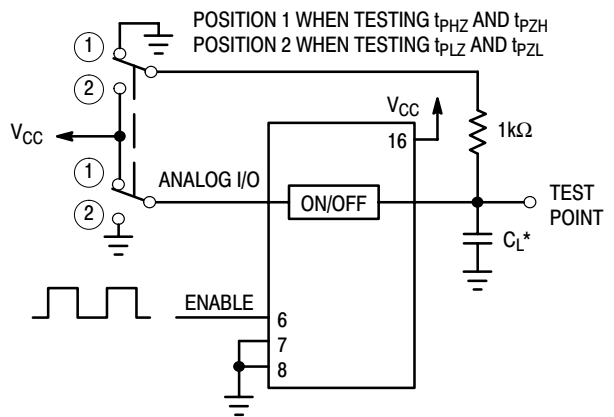 POSITION 1 WHEN TESTING tPHZ AND tPZH
POSITION 2 WHEN TESTING tPLZ AND tPZL
1
2
VCC
1
2
ANALOG I/O
ON/OFF
VCC
16
1kΩ
TEST
POINT
CL*
ENABLE
6
7
8